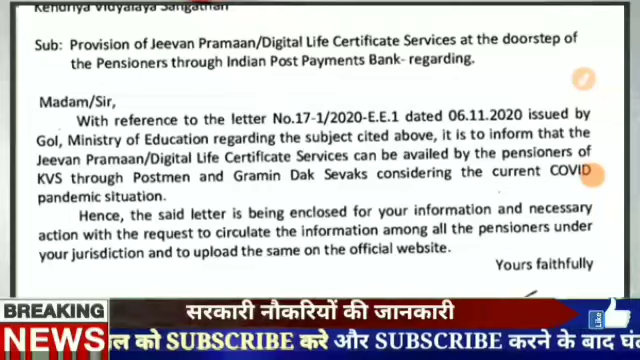 Kendriya Vidyalaya Sangathan
Sub: Provision of Jeevan Pramaan/Digital Life Certificate Services at the doorstep of
the Pensioners through Indian Post Payments Bank- regarding.
Madam/Sir,
With reference to the letter No.17-1/2020-E.E.1 dated 06.11.2020 issued by
GoI, Ministry of Education regarding the subject cited above, it is to inform that the
Jeevan Pramaan/Digital Life Certificate Services can be availed by the pensioners of
KVS through Postmen and Gramin Dak Sevaks considering the current COVID
pandemic situation.
Hence, the said letter is being enclosed for your information and necessary
action with the request to circulate the information among all the pensioners under
your jurisdiction and to upload the same on the official website.
Yours faithfully
BREAKING
NEWS
सरकारी नौकरियों की जानकारी
Like
को SUBSCRIBE करे और SUBSCRIBE करने के बाद